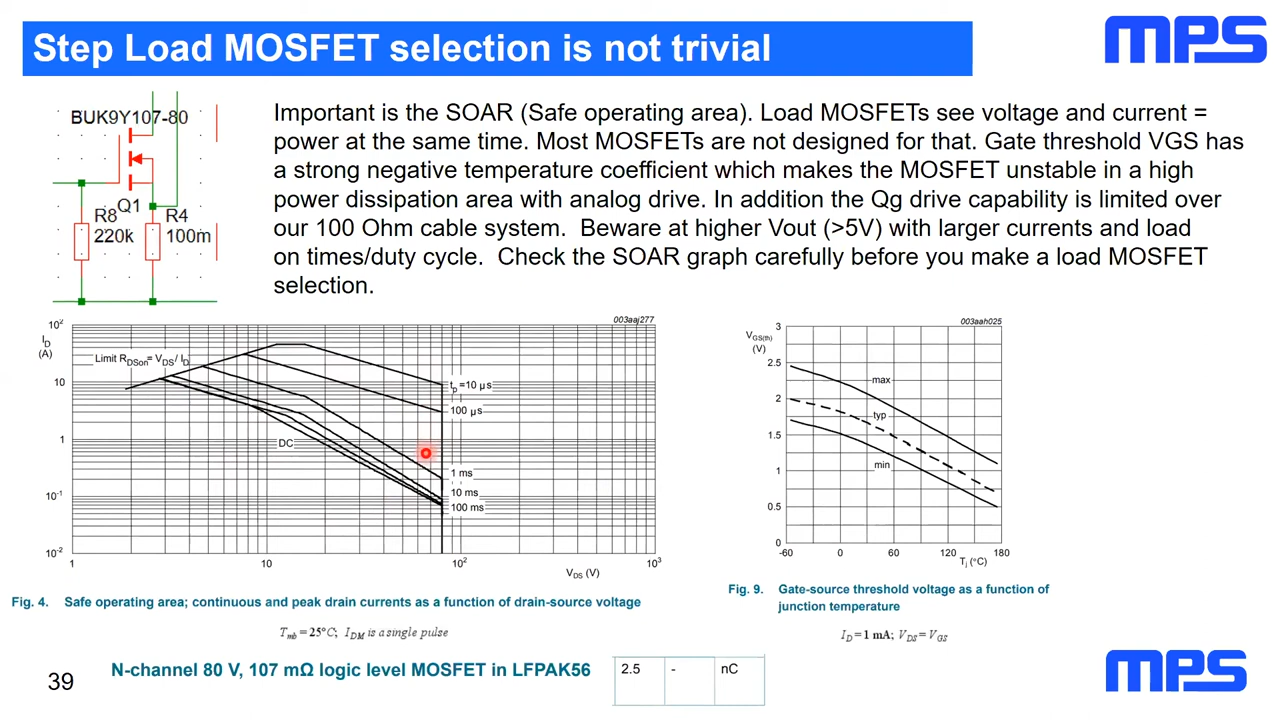 Step Load MOSFET selection is not trivial
MPS
BUK9Y107-80
Q1
R8
220k
R4
100m
Important is the SOAR (Safe operating area). Load MOSFETs see voltage and current =
power at the same time. Most MOSFETs are not designed for that. Gate threshold VGS has
a strong negative temperature coefficient which makes the MOSFET unstable in a high
power dissipation area with analog drive. In addition the Qg drive capability is limited over
our 100 Ohm cable system.  Beware at higher Vout (>5V) with larger currents and load
on times/duty cycle.  Check the SOAR graph carefully before you make a load MOSFET
selection.
003aaj277
10²
ID
(A)
Limit RDSon = VDS / ID
10
tp =10 µs
100 µs
1
DC
1 ms
10⁻¹
10 ms
100 ms
10⁻²
1
10
10²
10³
VDS (V)
Fig. 4. Safe operating area; continuous and peak drain currents as a function of drain-source voltage
Tmb = 25°C; IDM is a single pulse
003aah025
VGS(th)
(V)
3
2.5
2
1.5
1
0.5
0
max
typ
min
-60
0
60
120
180
Tj (°C)
Fig. 9. Gate-source threshold voltage as a function of
junction temperature
ID = 1 mA; VDS = VGS
39
N-channel 80 V, 107 mΩ logic level MOSFET in LFPAK56
2.5 - nC
MPS